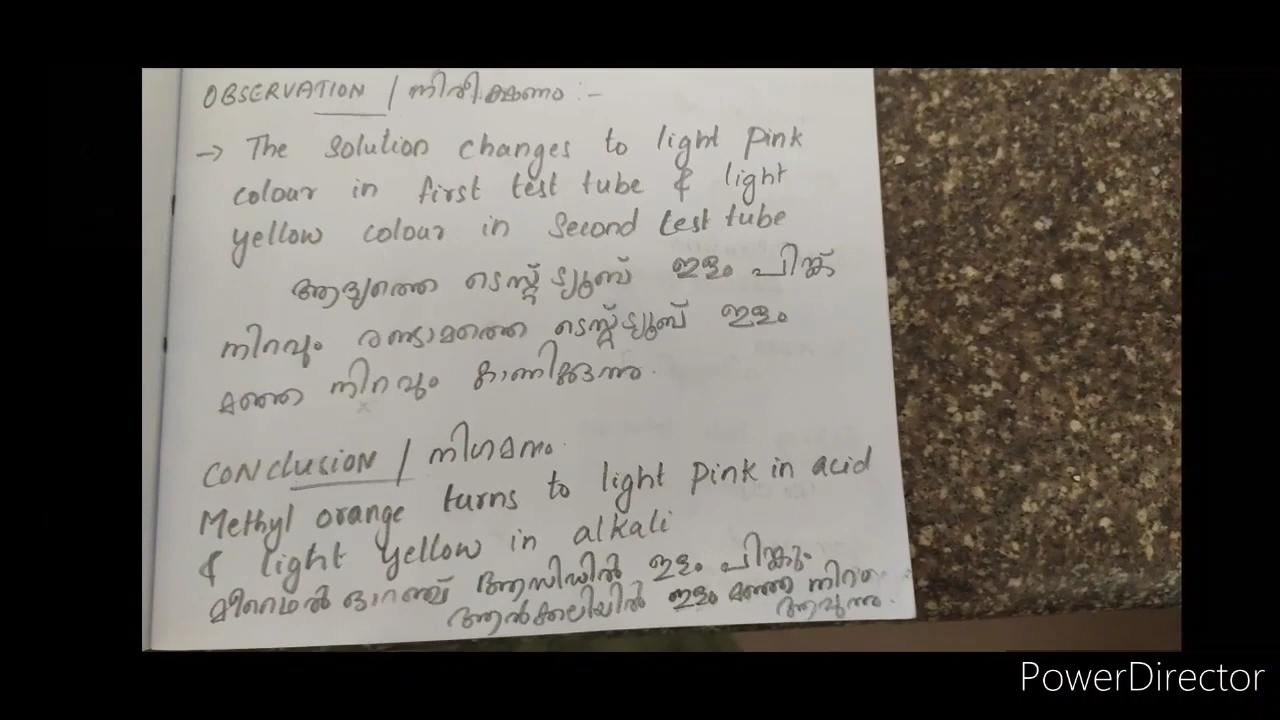 OBSERVATION / നിരീക്ഷണം :-
→ The solution changes to light pink
colour in first test tube & light
yellow colour in second test tube
ആദ്യത്തെ ടെസ്റ്റ് ട്യൂബ് ഇളം പിങ്ക്
നിറവും രണ്ടാമത്തെ ടെസ്റ്റ് ട്യൂബ് ഇളം
മഞ്ഞ നിറവും കാണിക്കുന്നു.
CONClusION / നിഗമനം.
Methyl orange turns to light pink in acid
& light yellow in alkali
മീഥൈൽ ഓറഞ്ച് ആസിഡിൽ ഇളം പിങ്കും
ആൽക്കലിയിൽ ഇളം മഞ്ഞ
ആവുന്നു.
PowerDirector